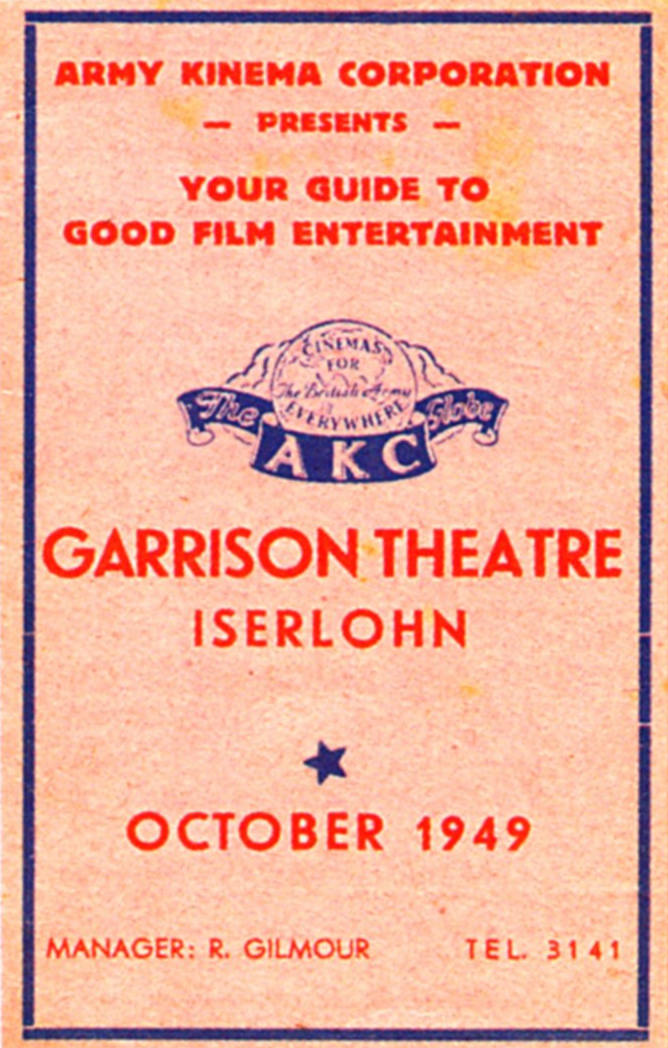 ARMY KINEMA CORPORATION
— PRESENTS —
YOUR GUIDE TO
GOOD FILM ENTERTAINMENT
CINEMAS
FOR
The British Army
EVERYWHERE
The Globe
AKC
GARRISON THEATRE
ISERLOHN
OCTOBER 1949
MANAGER: R. GILMOUR TEL. 3141